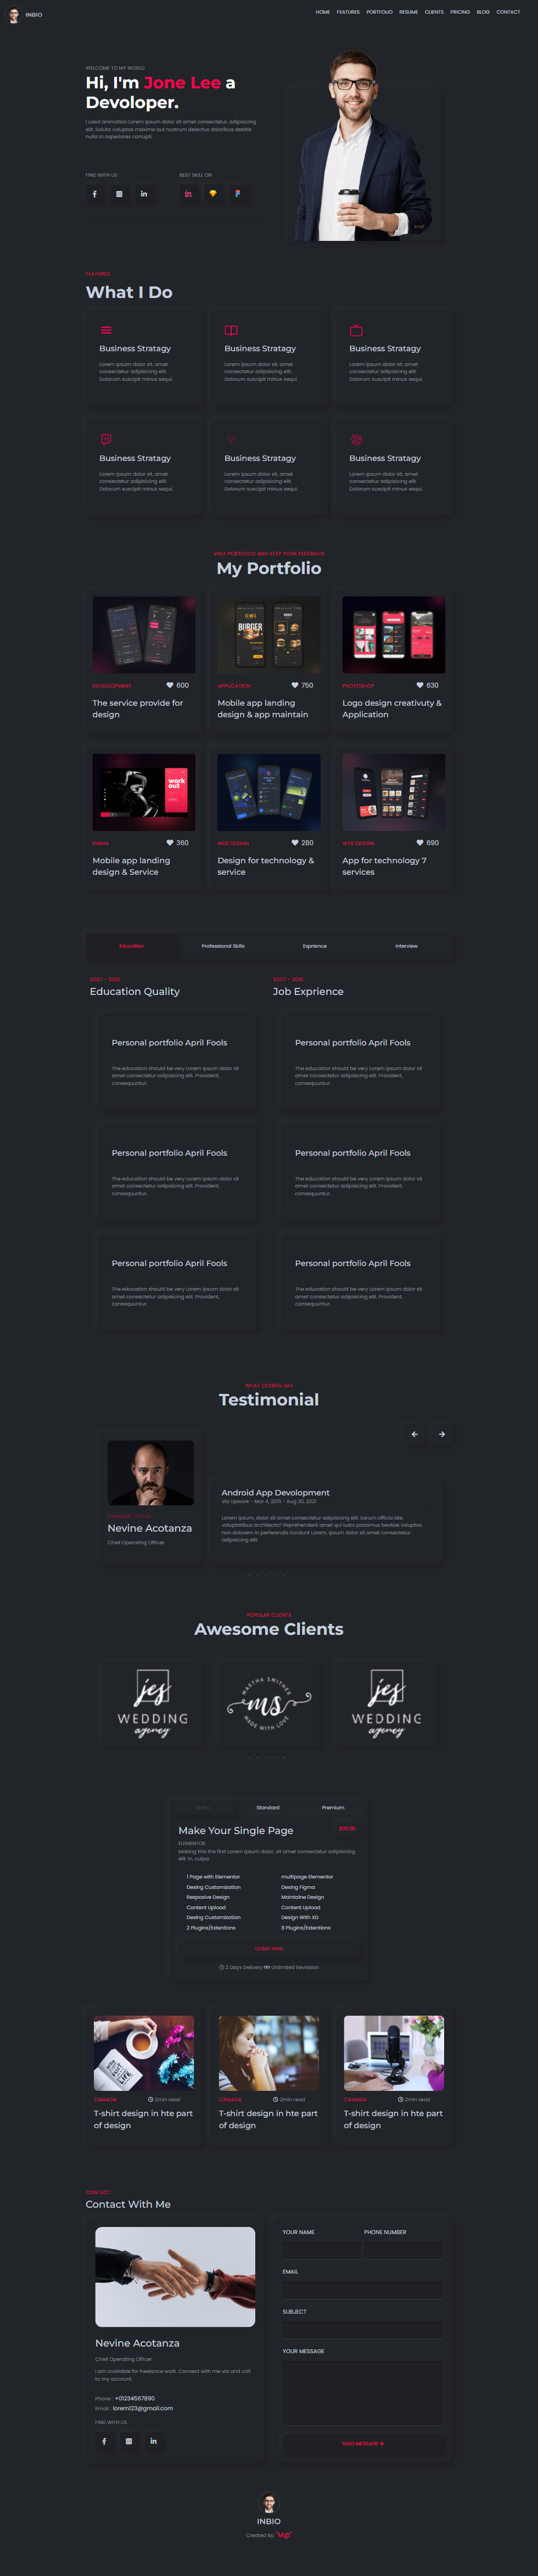 INBIO
HOME FEATURES PORTFOLIO RESUME CLIENTS PRICING BLOG CONTACT
WELCOME TO MY WORLD
Hi, I'm Jone Lee a
Devoloper.
I used animation Lorem ipsum dolor sit amet consectetur, adipisicing
elit. Soluta voluptas maxime aut nostrum delectus doloribus debitis
nulla in asperiores corrupti
FIND WITH US
BEST SKILL ON
FEATURES
What I Do
Business Stratagy
Lorem ipsum dolor sit, amet
consectetur adipisicing elit.
Dolorum suscipit minus sequi.
Business Stratagy
Lorem ipsum dolor sit, amet
consectetur adipisicing elit.
Dolorum suscipit minus sequi.
Business Stratagy
Lorem ipsum dolor sit, amet
consectetur adipisicing elit.
Dolorum suscipit minus sequi.
Business Stratagy
Lorem ipsum dolor sit, amet
consectetur adipisicing elit.
Dolorum suscipit minus sequi.
Business Stratagy
Lorem ipsum dolor sit, amet
consectetur adipisicing elit.
Dolorum suscipit minus sequi.
Business Stratagy
Lorem ipsum dolor sit, amet
consectetur adipisicing elit.
Dolorum suscipit minus sequi.
VISIT PORTFOLIO AND KEEP YOUR FEEDBACK
My Portfolio
BURGER
DEVOLOPMENT 600
The service provide for
design
APPLICATION 750
Mobile app landing
design & app maintain
PHOTOSHOP 630
Logo design creativuty &
Application
work
out
FIGMA 360
Mobile app landing
design & Service
WEB DESIGN 280
Design for technology &
service
WEB DESIGN 690
App for technology 7
services
Education Professional Skills Exprience Interview
2007 - 2010
Education Quality
Personal portfolio April Fools
The education should be very Lorem ipsum dolor sit
amet consectetur adipisicing elit. Provident,
consequuntur.
Personal portfolio April Fools
The education should be very Lorem ipsum dolor sit
amet consectetur adipisicing elit. Provident,
consequuntur.
Personal portfolio April Fools
The education should be very Lorem ipsum dolor sit
amet consectetur adipisicing elit. Provident,
consequuntur.
2007 - 2010
Job Exprience
Personal portfolio April Fools
The education should be very Lorem ipsum dolor sit
amet consectetur adipisicing elit. Provident,
consequuntur.
Personal portfolio April Fools
The education should be very Lorem ipsum dolor sit
amet consectetur adipisicing elit. Provident,
consequuntur.
Personal portfolio April Fools
The education should be very Lorem ipsum dolor sit
amet consectetur adipisicing elit. Provident,
consequuntur.
WHAT CLIENTS SAY
Testimonial
Nevine Acotanza
Chief Operating Officer
Android App Devolopment
Via Upwork - Mar 4, 2015 - Aug 30, 2021
Lorem ipsum, dolor sit amet consectetur adipisicing elit. Earum officia iste
voluptatibus architecto? Reprehenderit amet qui iusto possimus beatae voluptas
non dolorem in perferendis incidunt Lorem, ipsum dolor sit amet consectetur
adipisicing elit
POPULAR CLIENTS
Awesome Clients
jes
WEDDING
agency
MARTHA SMITHER
ms
MADE WITH LOVE
jes
WEDDING
agency
Standard Premium
Make Your Single Page
$30.00
ELEMENTOR
Making this the First Lorem ipsum dolor, sit amet consectetur adipisicing
elit. In, culpa.
1 Page with Elementor
Desing Customization
Resposive Design
Content Upload
Desing Customization
2 Plugins/Extentions
multipage Elementor
Desing Figma
Maintaine Design
Content Upload
Design With XD
8 Plugins/Extentions
Order Now
2 Days Delivery Unlimitted Revission
CANADA 2min read
T-shirt design in hte part
of design
CANADA 2min read
T-shirt design in hte part
of design
CANADA 2min read
T-shirt design in hte part
of design
CONTACT
Contact With Me
Nevine Acotanza
Chief Operating Officer
I am available for freelance work. Connect with me via and call
to my account.
Phone : +01234567890
Email : lorem123@gmail.com
FIND WITH US
YOUR NAME
PHONE NUMBER
EMAIL
SUBJECT
YOUR MESSAGE
SEND MESSAGE
INBIO
Created By: "M@"